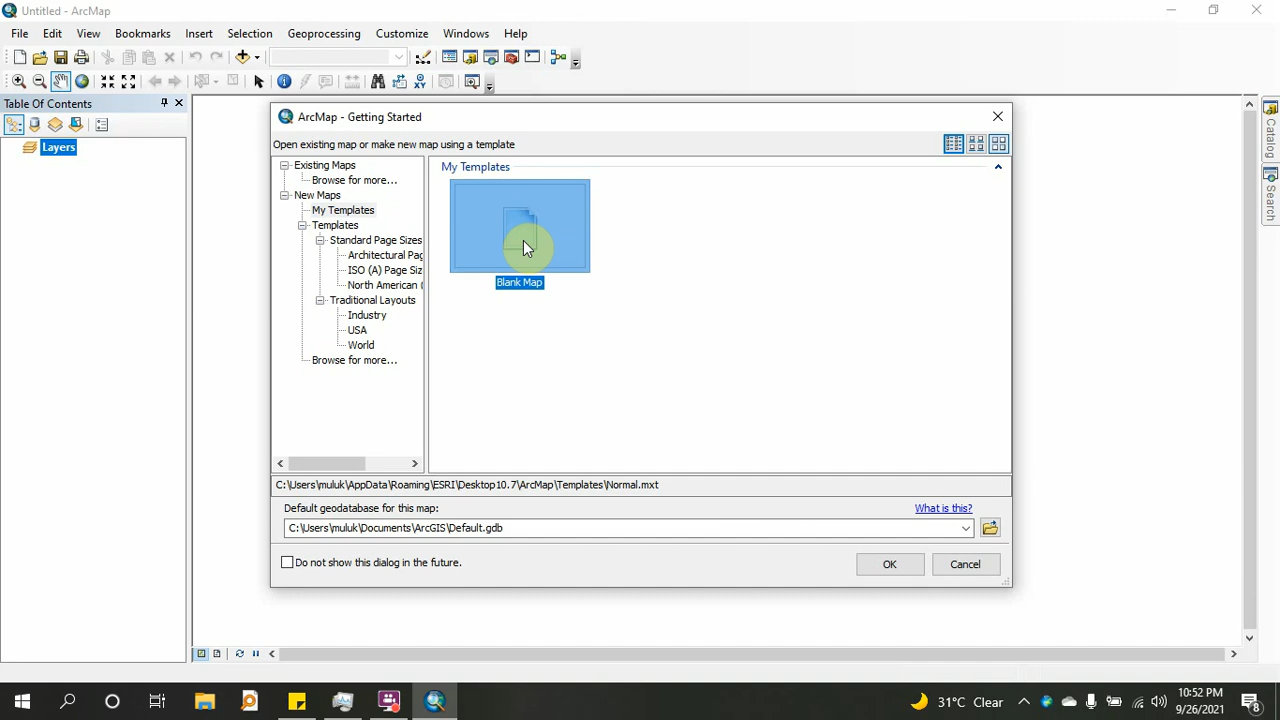 Untitled - ArcMap
File Edit View Bookmarks Insert Selection Geoprocessing Customize Windows Help
Table Of Contents
Layers
ArcMap - Getting Started
Open existing map or make new map using a template
Existing Maps
Browse for more...
New Maps
My Templates
Templates
Standard Page Sizes
Architectural Pag
ISO (A) Page Siz
North American (
Traditional Layouts
Industry
USA
World
Browse for more...
My Templates
Blank Map
C:\Users\muluk\AppData\Roaming\ESRI\Desktop10.7\ArcMap\Templates\Normal.mxt
Default geodatabase for this map:
What is this?
C:\Users\muluk\Documents\ArcGIS\Default.gdb
Do not show this dialog in the future.
OK
Cancel
Catalog
Search
31°C Clear
10:52 PM
9/26/2021
8